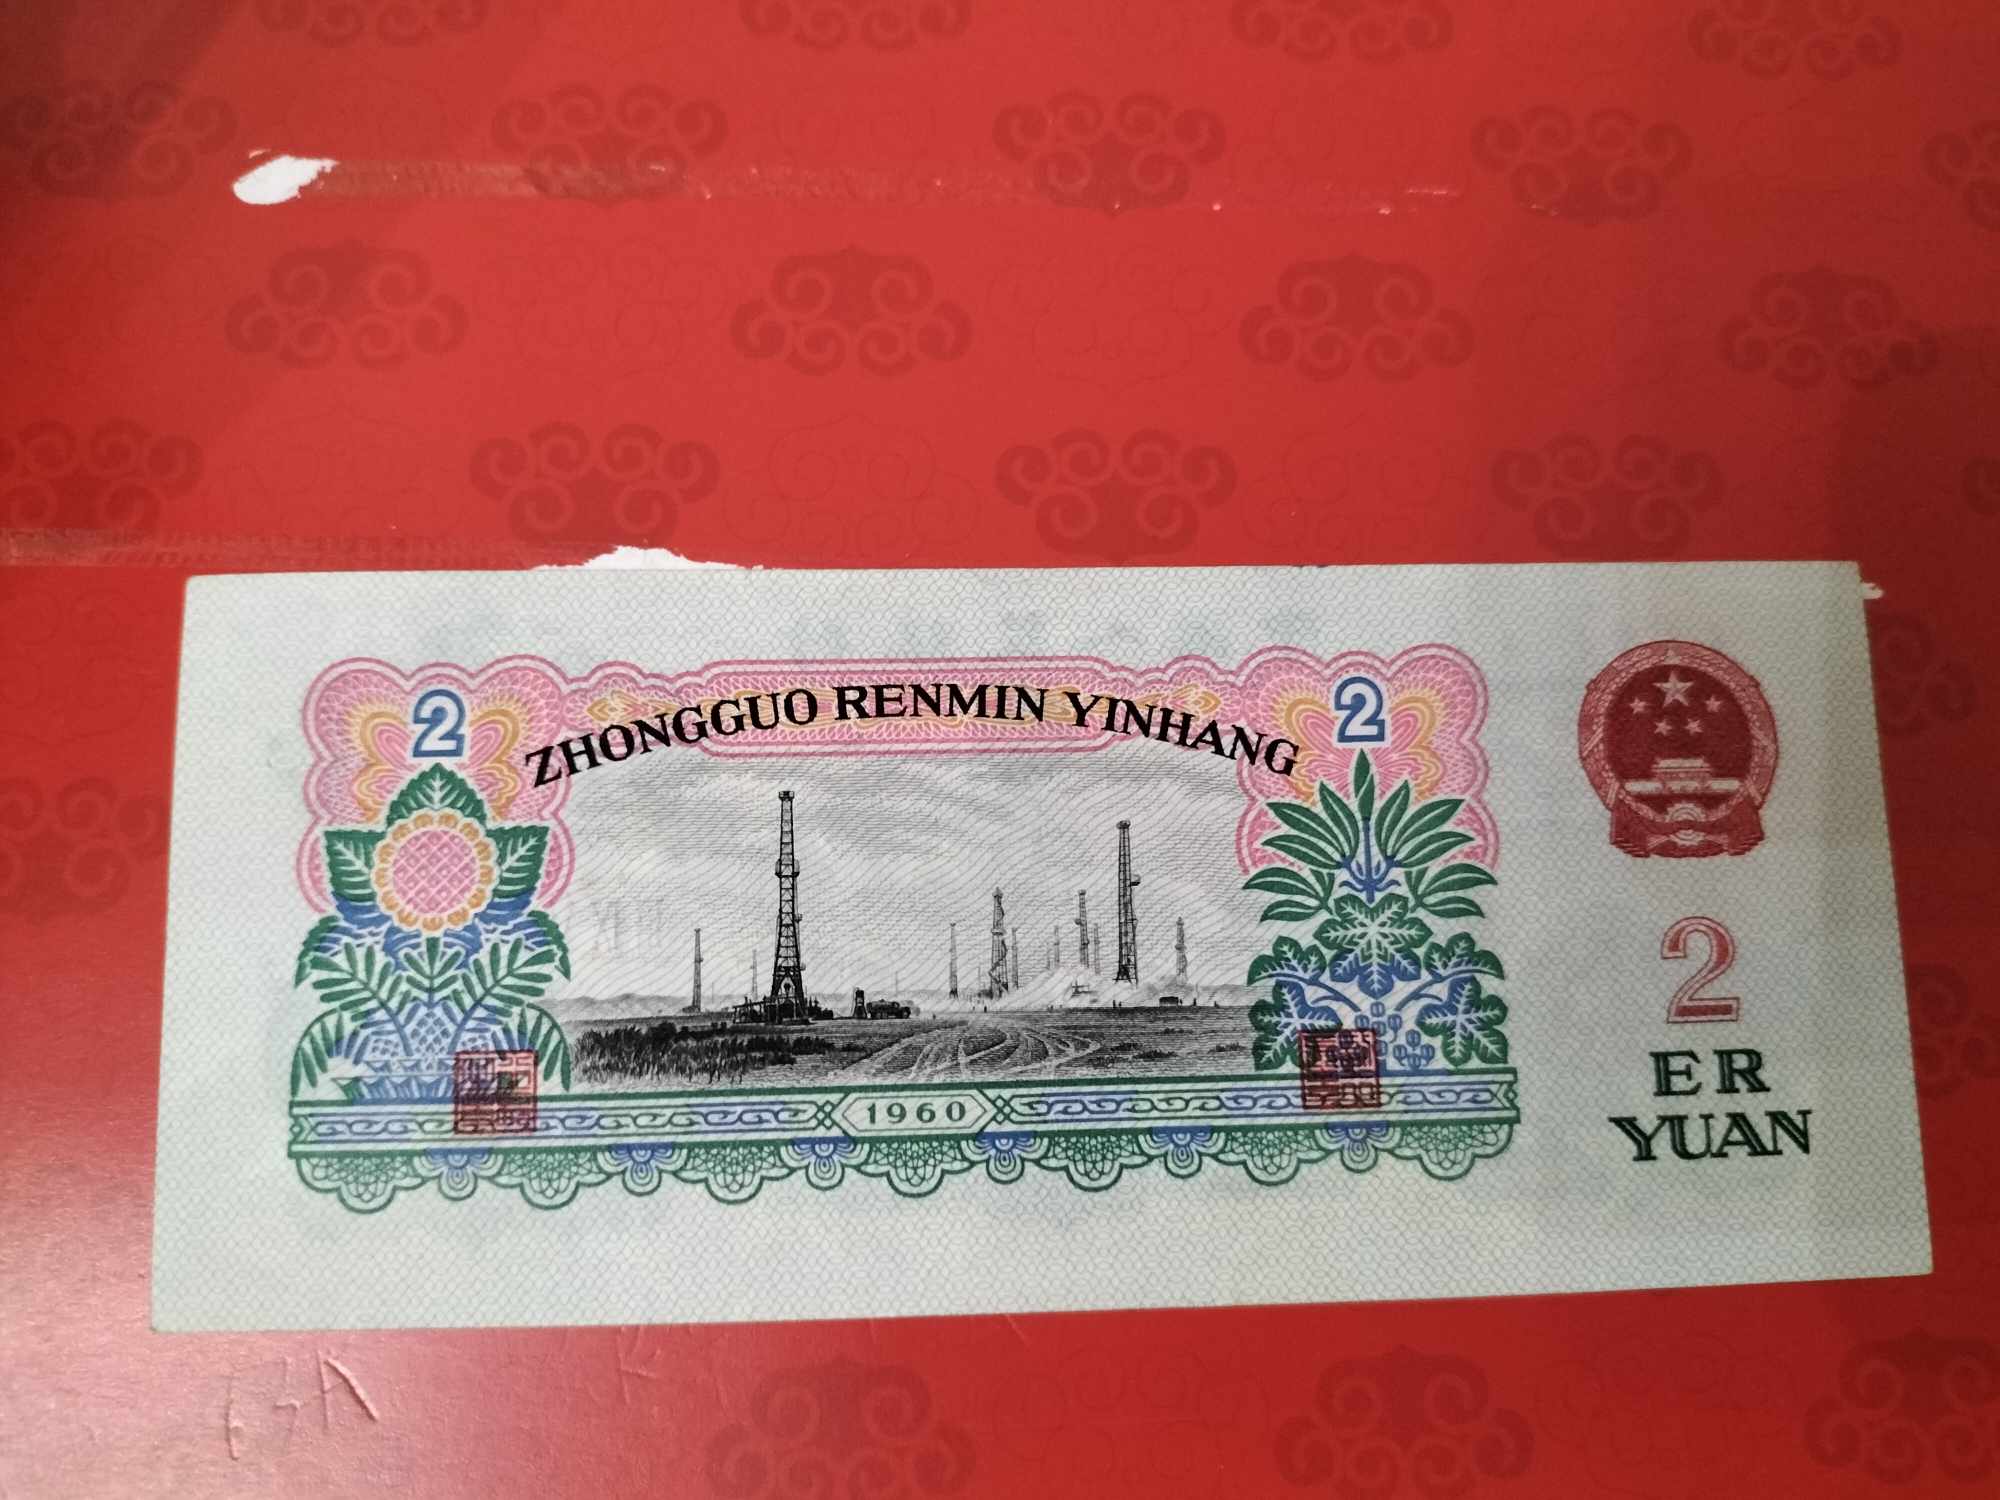 2
2
ZHONGGUO RENMIN YINHANG
1960
2
ER
YUAN